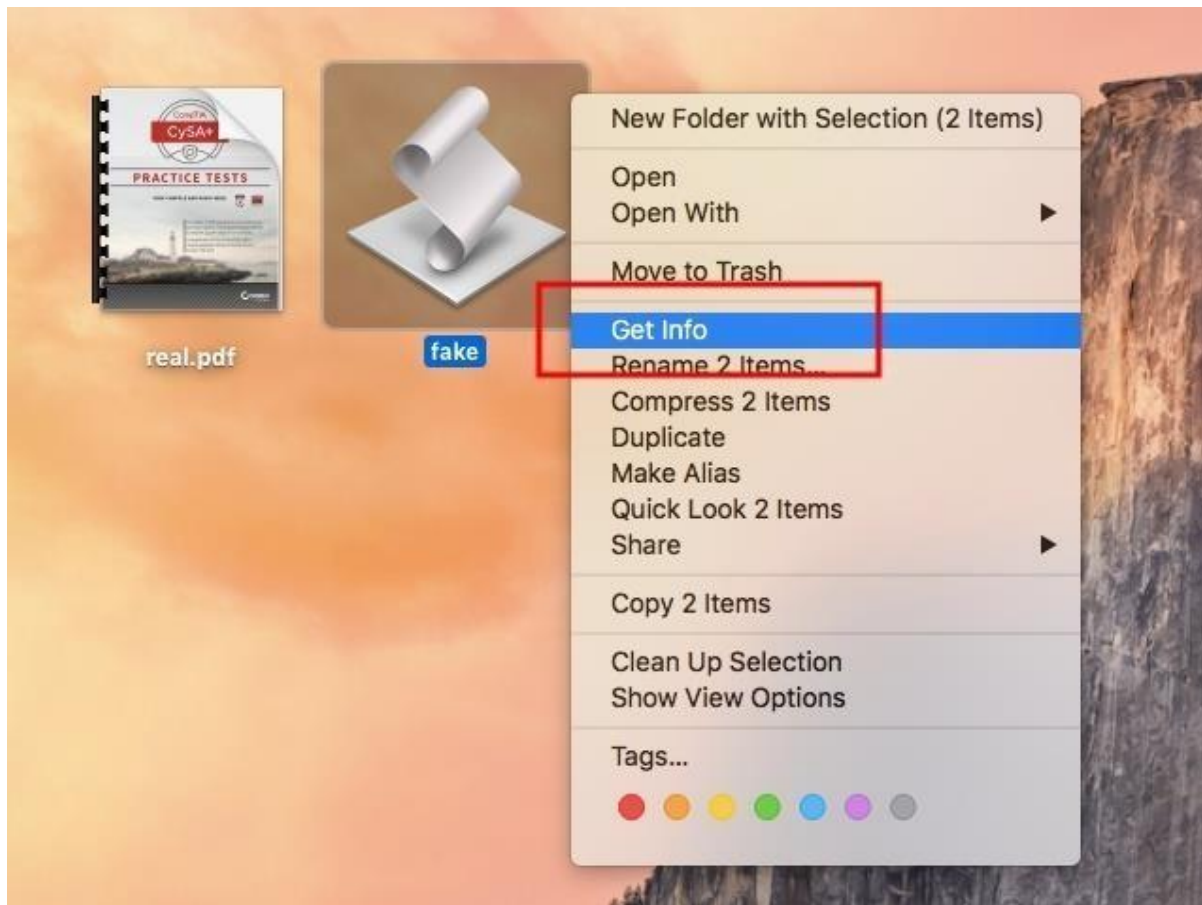 CompTIA
CySA+
PRACTICE TESTS
real.pdf
fake
New Folder with Selection (2 Items)
Open
Open With
Move to Trash
Get Info
Rename 2 Items...
Compress 2 Items
Duplicate
Make Alias
Quick Look 2 Items
Share
Copy 2 Items
Clean Up Selection
Show View Options
Tags...